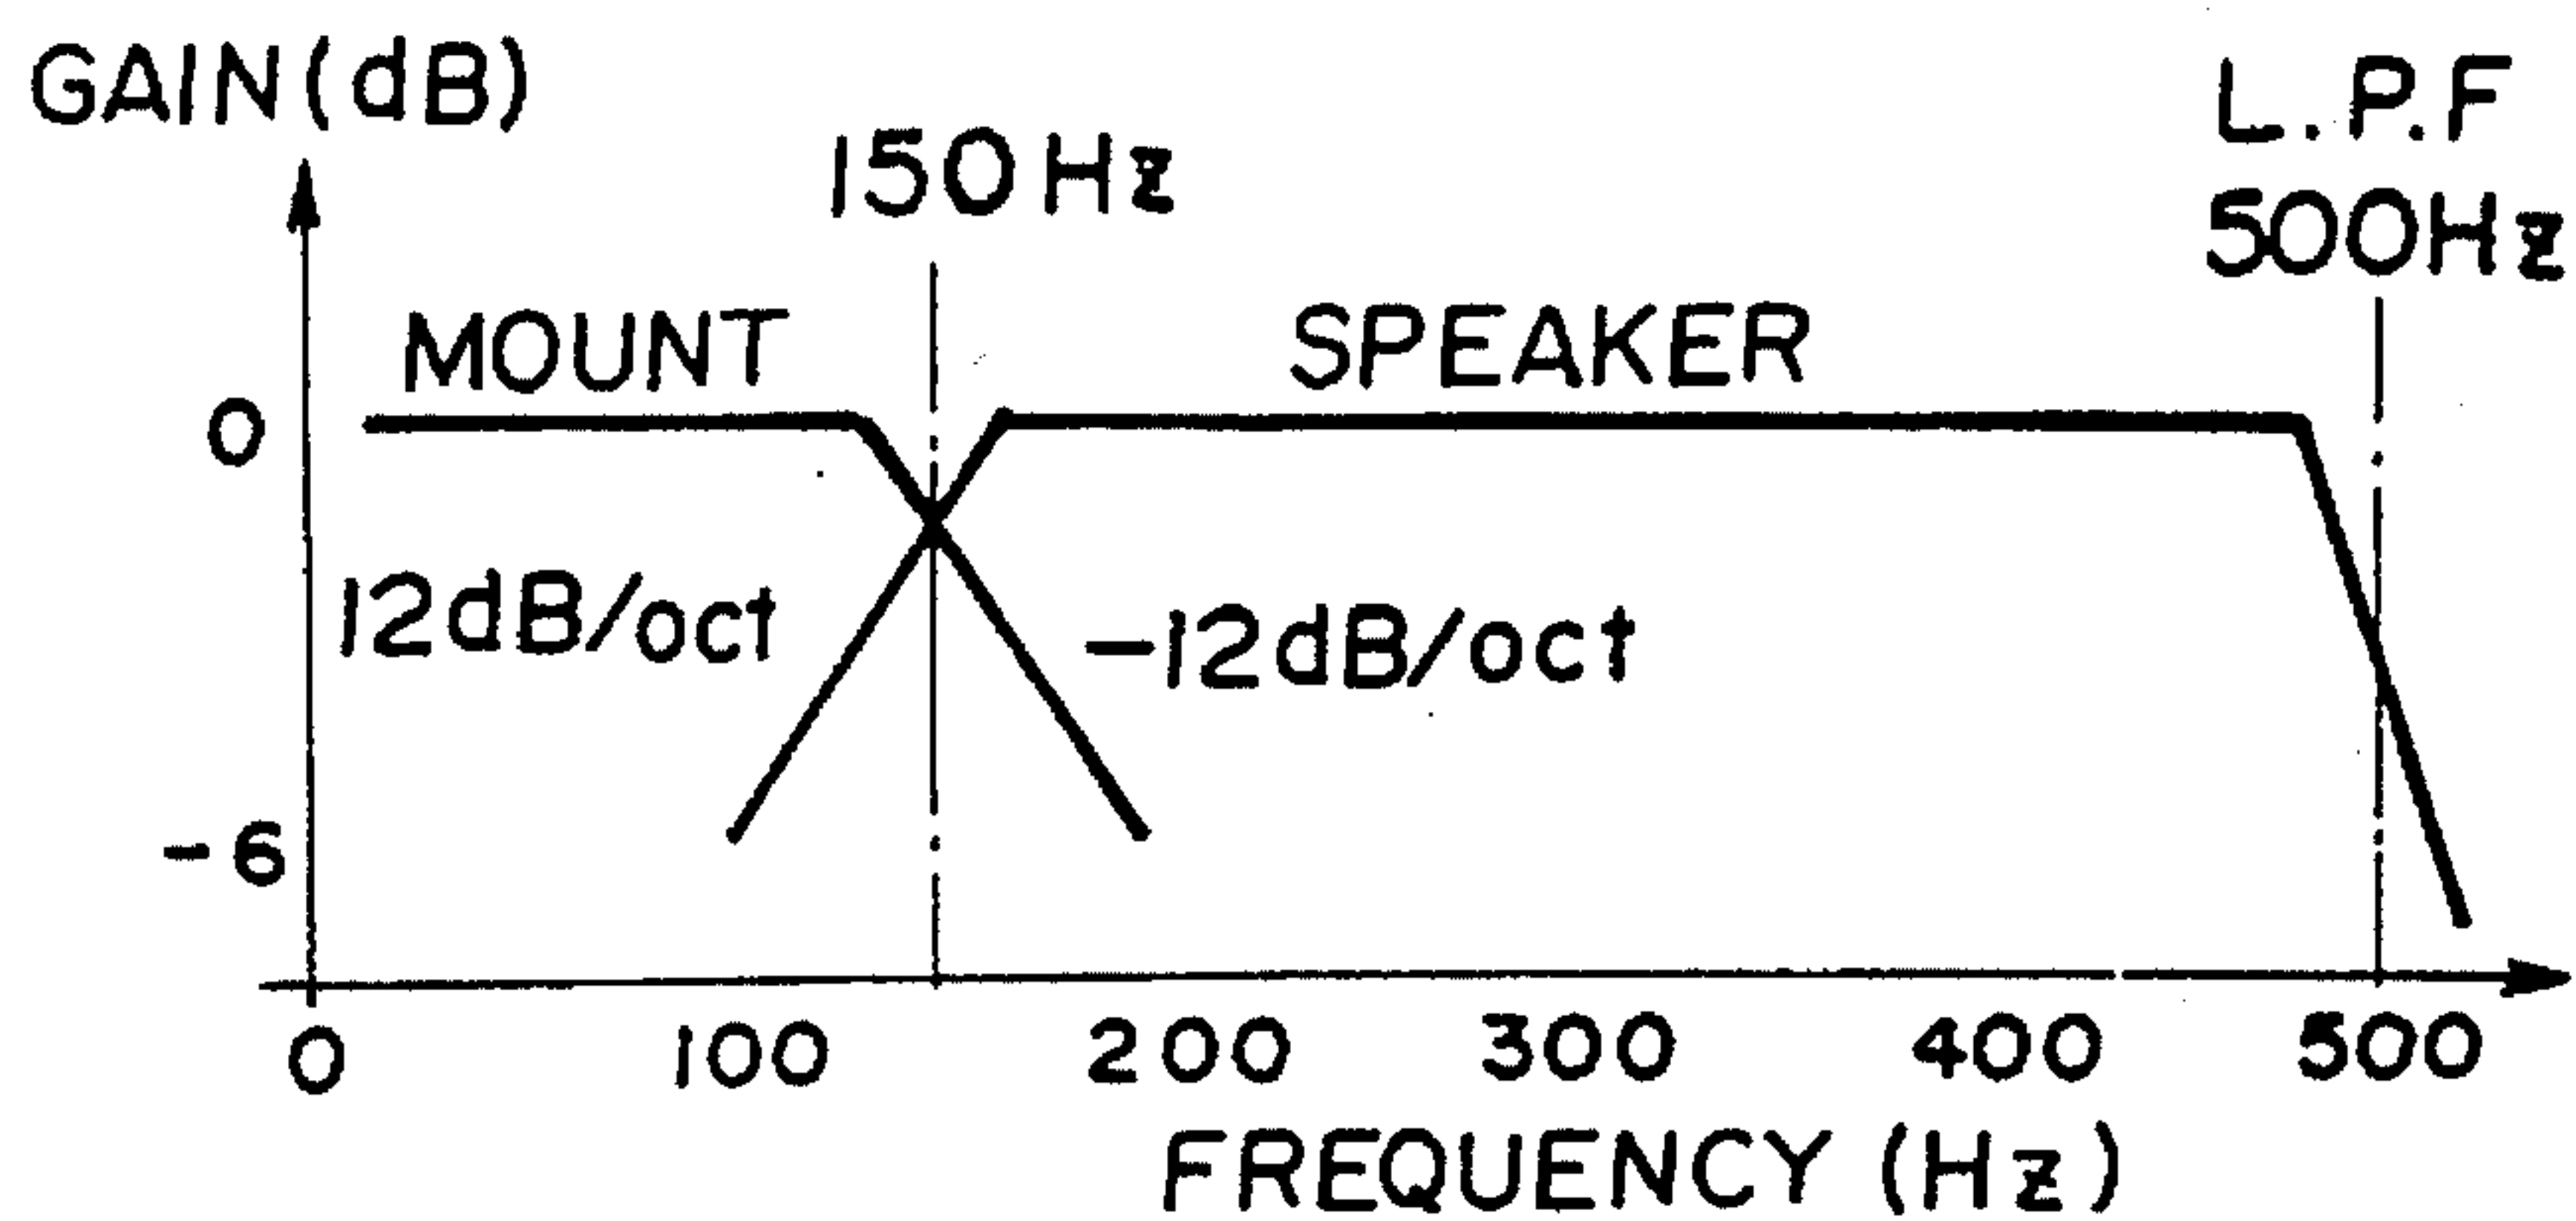 GAIN(dB)
150Hz
L.P.F
500Hz
MOUNT
SPEAKER
0
12dB/oct
-12dB/oct
-6
0 100 200 300 400 500
FREQUENCY (Hz)